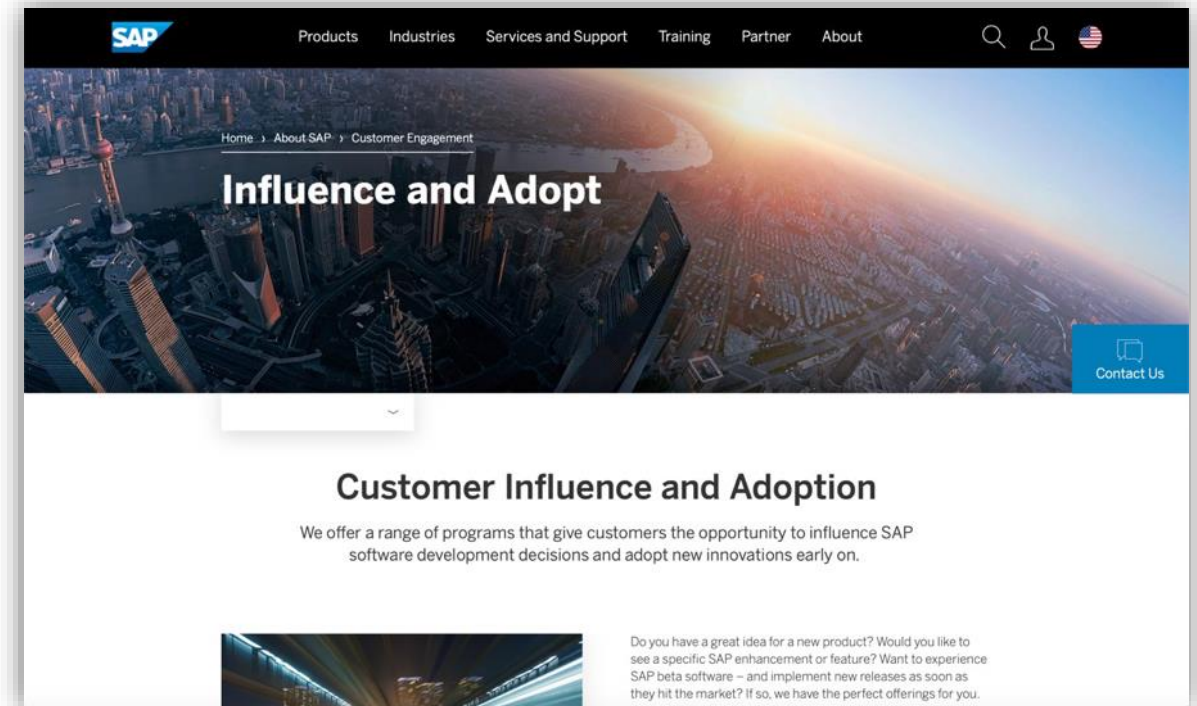 SAP
Products Industries Services and Support Training Partner About
Home › About SAP › Customer Engagement
Influence and Adopt
Contact Us
Customer Influence and Adoption
We offer a range of programs that give customers the opportunity to influence SAP
software development decisions and adopt new innovations early on.
Do you have a great idea for a new product? Would you like to
see a specific SAP enhancement or feature? Want to experience
SAP beta software – and implement new releases as soon as
they hit the market? If so, we have the perfect offerings for you.